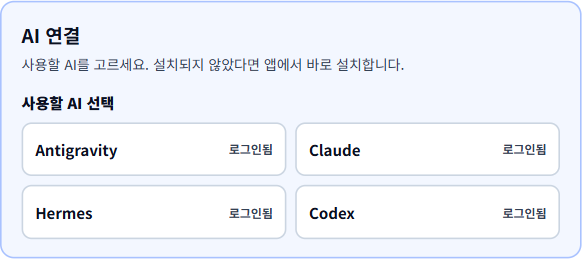 AI 연결
사용할 AI를 고르세요. 설치되지 않았다면 앱에서 바로 설치합니다.
사용할 AI 선택
Antigravity 로그인됨
Claude 로그인됨
Hermes 로그인됨
Codex 로그인됨